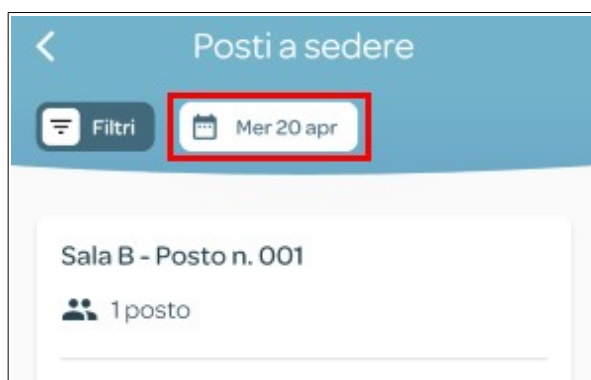 Posti a sedere
Filtri Mer 20 apr
Sala B - Posto n. 001
1 posto